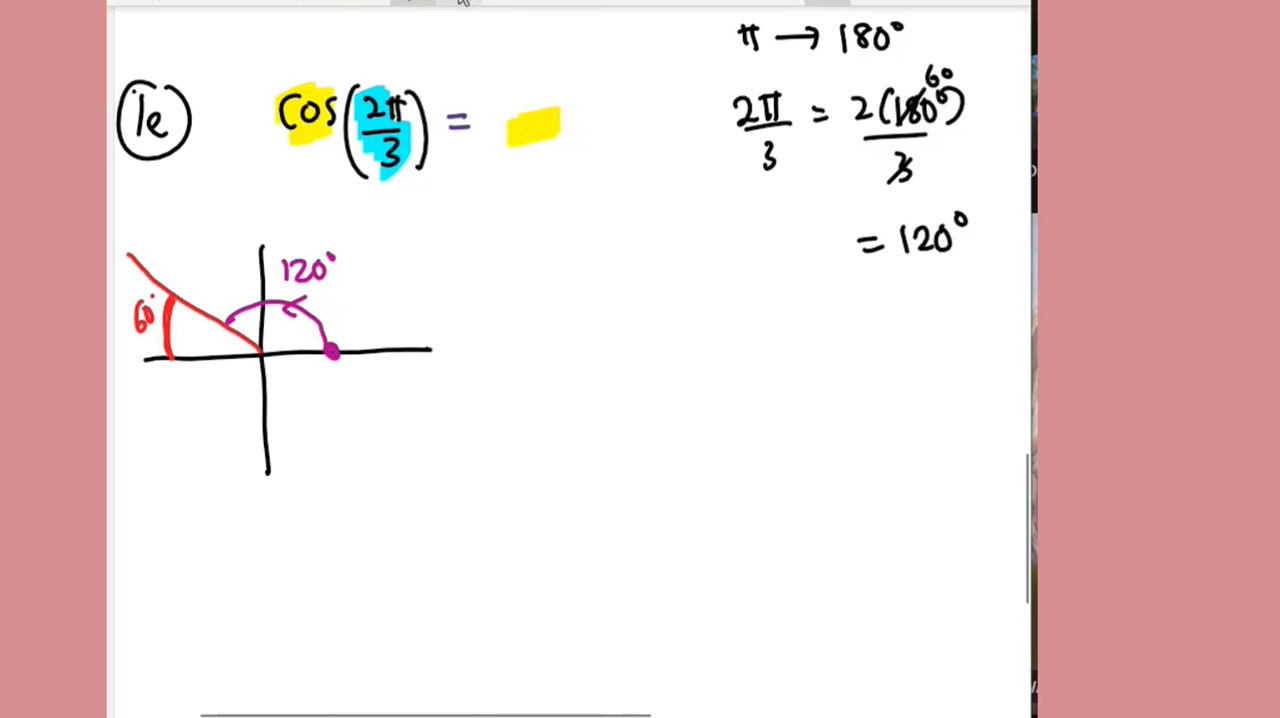 1e cos(2π/3) =
π → 180°
2π/3 = 2(180°)/3 60
= 120°
120°
60°